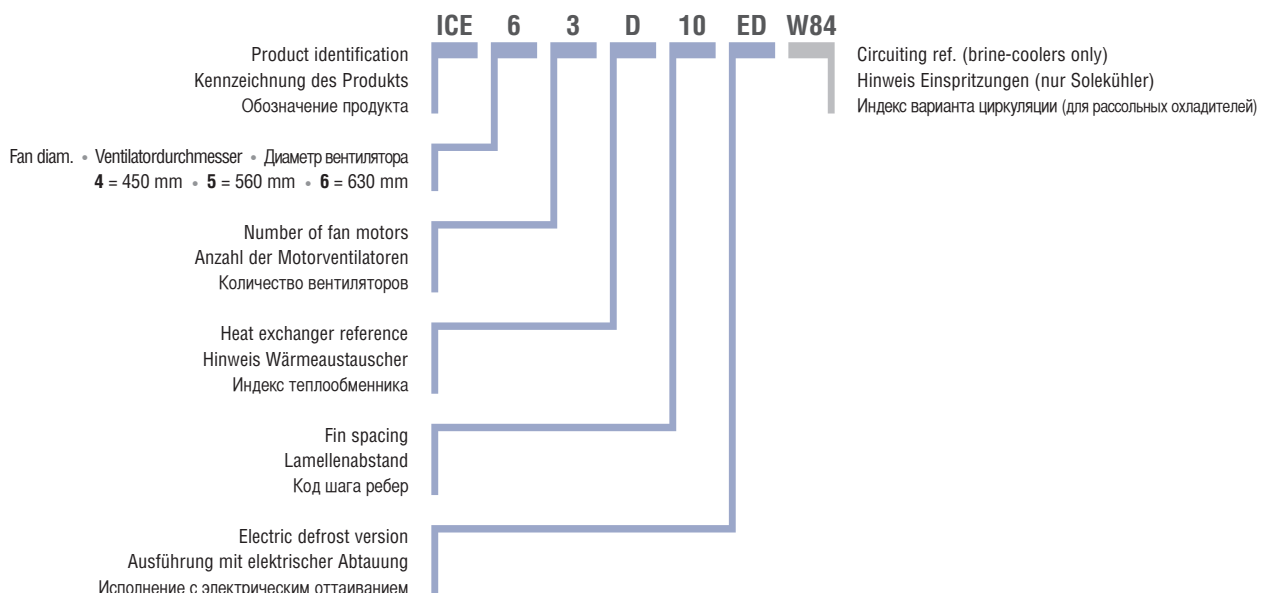 ICE 6 3 D 10 ED W84
Product identification
Kennzeichnung des Produkts
Обозначение продукта
Circuiting ref. (brine-coolers only)
Hinweis Einspritzungen (nur Solekühler)
Индекс варианта циркуляции (для рассольных охладителей)
Fan diam. • Ventilatordurchmesser • Диаметр вентилятора
4 = 450 mm • 5 = 560 mm • 6 = 630 mm
Number of fan motors
Anzahl der Motorventilatoren
Количество вентиляторов
Heat exchanger reference
Hinweis Wärmeaustauscher
Индекс теплообменника
Fin spacing
Lamellenabstand
Код шага ребер
Electric defrost version
Ausführung mit elektrischer Abtauung
Исполнение с электрическим оттаиванием